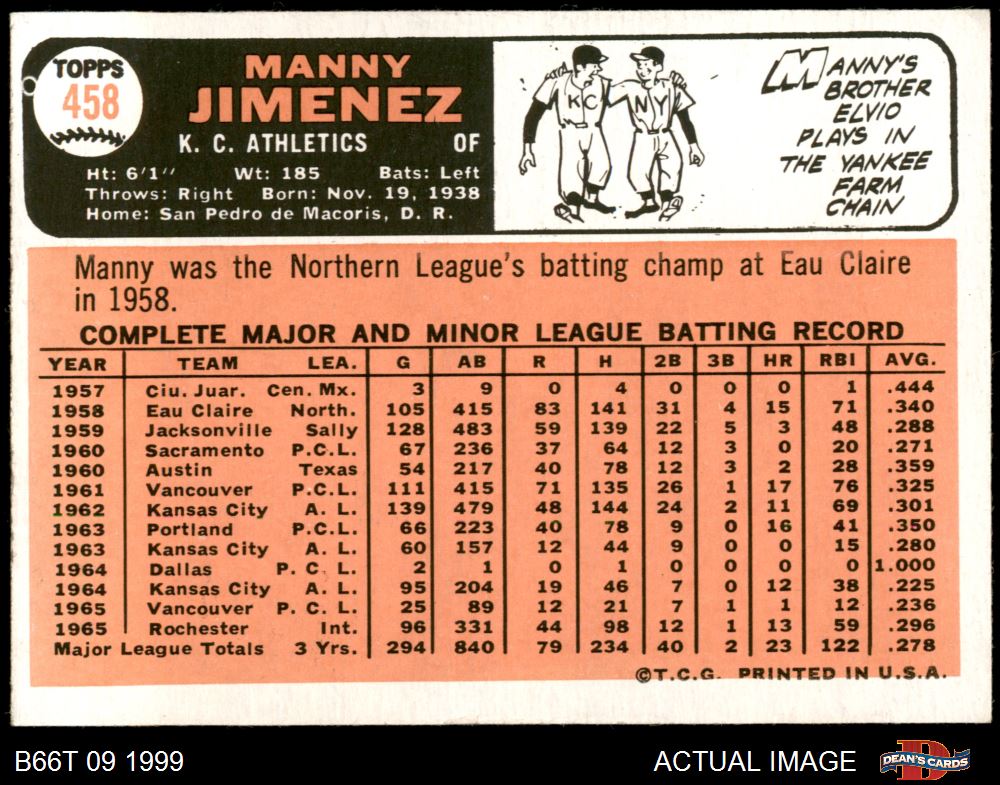 TOPPS
458
MANNY
JIMENEZ
K. C. ATHLETICS OF
Ht: 6'1" Wt: 185 Bats: Left
Throws: Right Born: Nov. 19, 1938
Home: San Pedro de Macoris, D. R.
KC NY
MANNY'S
BROTHER
ELVIO
PLAYS IN
THE YANKEE
FARM
CHAIN
Manny was the Northern League's batting champ at Eau Claire
in 1958.
COMPLETE MAJOR AND MINOR LEAGUE BATTING RECORD
YEAR TEAM LEA. G AB R H 2B 3B HR RBI AVG.
1957 Ciu. Juar. Cen. Mx. 3 9 0 4 0 0 0 1 .444
1958 Eau Claire North. 105 415 83 141 31 4 15 71 .340
1959 Jacksonville Sally 128 483 59 139 22 5 3 48 .288
1960 Sacramento P.C.L. 67 236 37 64 12 3 0 20 .271
1960 Austin Texas 54 217 40 78 12 3 2 28 .359
1961 Vancouver P.C.L. 111 415 71 135 26 1 17 76 .325
1962 Kansas City A. L. 139 479 48 144 24 2 11 69 .301
1963 Portland P.C.L. 66 223 40 78 9 0 16 41 .350
1963 Kansas City A. L. 60 157 12 44 9 0 0 15 .280
1964 Dallas P. C. L. 2 1 0 1 0 0 0 0 1.000
1964 Kansas City A. L. 95 204 19 46 7 0 12 38 .225
1965 Vancouver P. C. L. 25 89 12 21 7 1 1 12 .236
1965 Rochester Int. 96 331 44 98 12 1 13 59 .296
Major League Totals 3 Yrs. 294 840 79 234 40 2 23 122 .278
©T.C.G. PRINTED IN U.S.A.
B66T 09 1999 ACTUAL IMAGE D DEAN'S CARDS